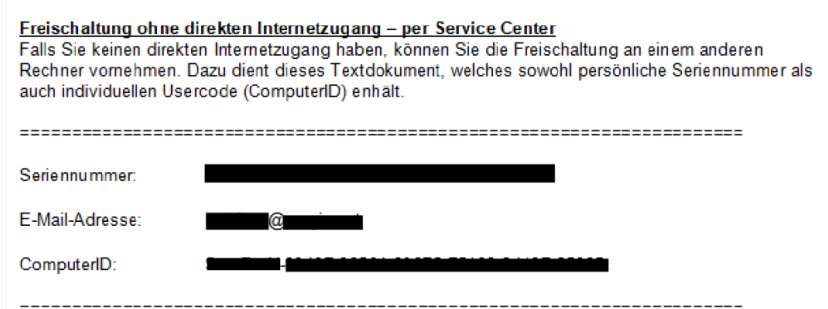 Freischaltung ohne direkten Internetzugang – per Service Center
Falls Sie keinen direkten Internetzugang haben, können Sie die Freischaltung an einem anderen
Rechner vornehmen. Dazu dient dieses Textdokument, welches sowohl persönliche Seriennummer als
auch individuellen Usercode (ComputerID) enhält.
=====================================================================
Seriennummer:
E-Mail-Adresse: @
ComputerID: -
=====================================================================